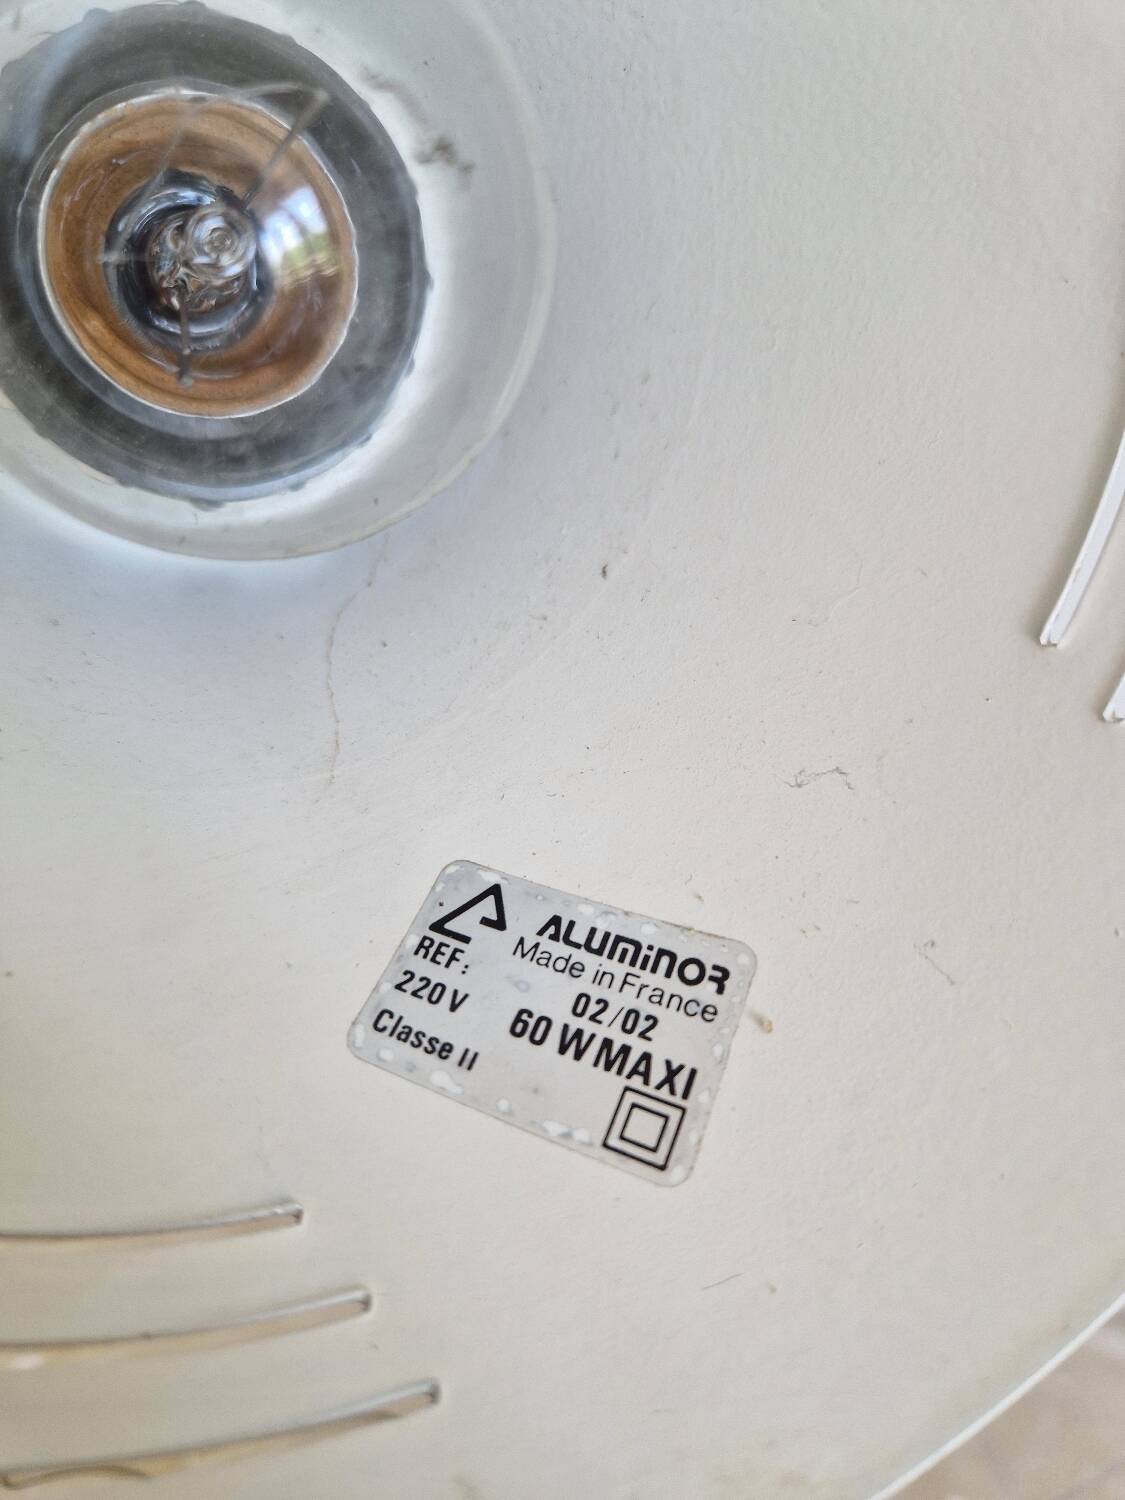 ALUMINOR
Made in France
REF: 02/02
220V 60 W MAXI
Classe II